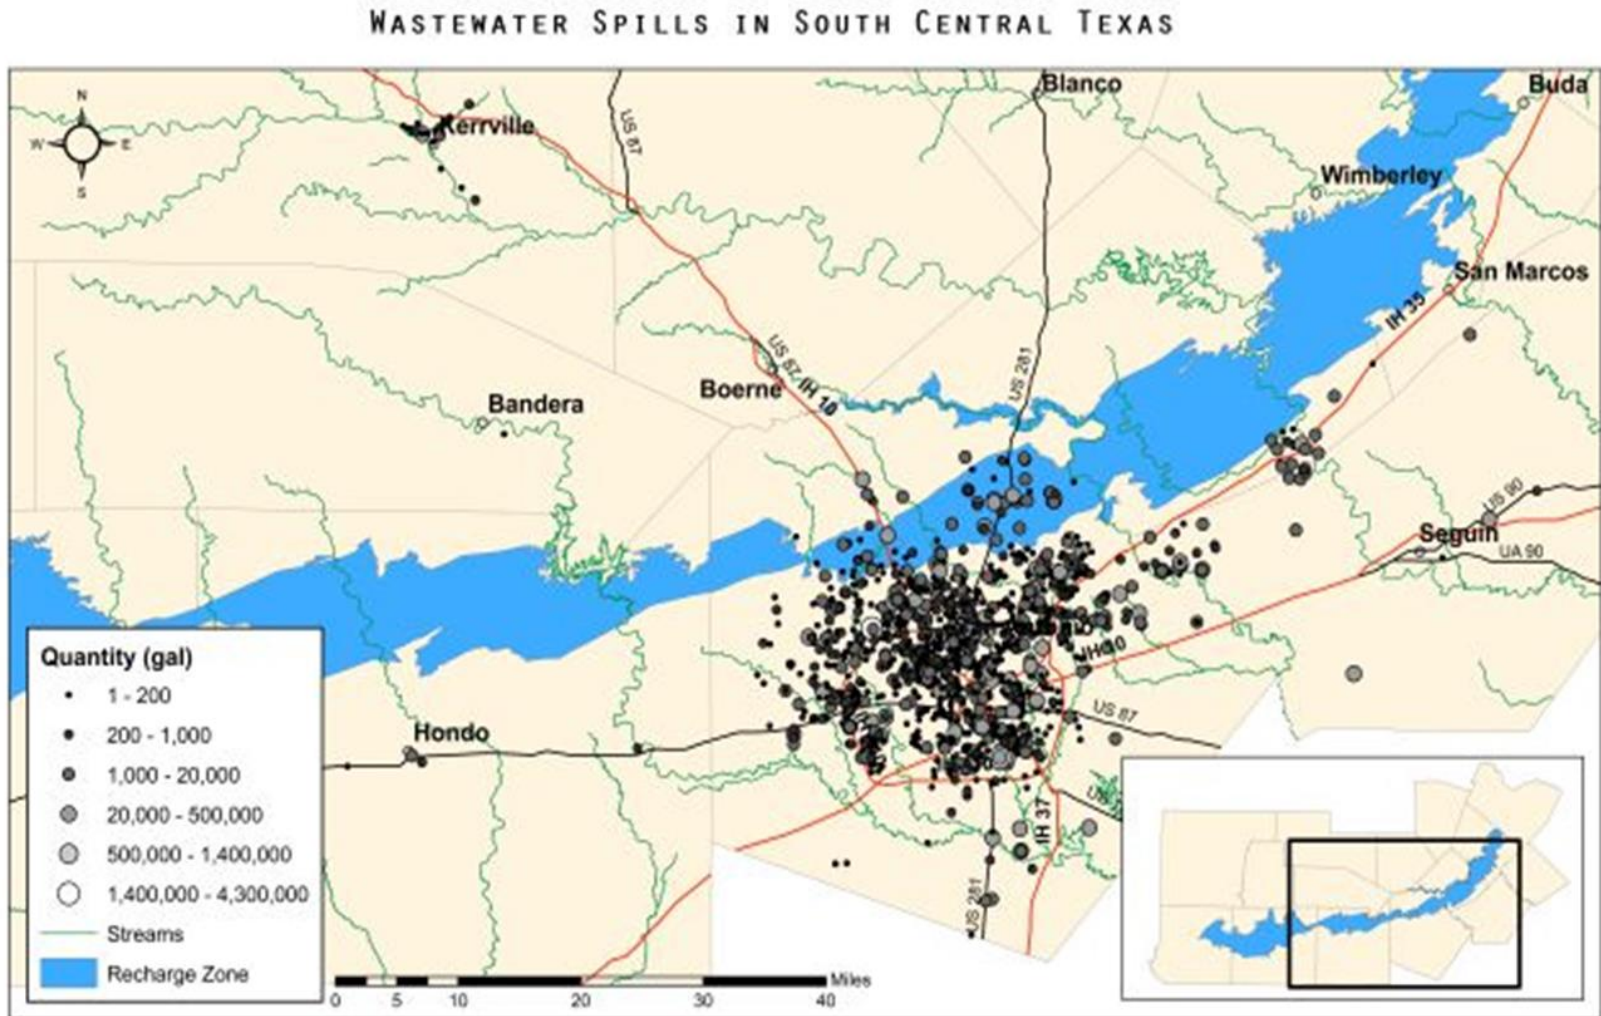 WASTEWATER SPILLS IN SOUTH CENTRAL TEXAS
Blanco
Buda
N
W E
S
Kerrville
US 87
Wimberley
San Marcos
IH 35
US 281
US 87
IH 10
Boerne
Bandera
US 90
Seguin
UA 90
IH 10
US 87
Hondo
IH 37
US 281
Quantity (gal)
1 - 200
200 - 1,000
1,000 - 20,000
20,000 - 500,000
500,000 - 1,400,000
1,400,000 - 4,300,000
Streams
Recharge Zone
Miles
0 5 10 20 30 40